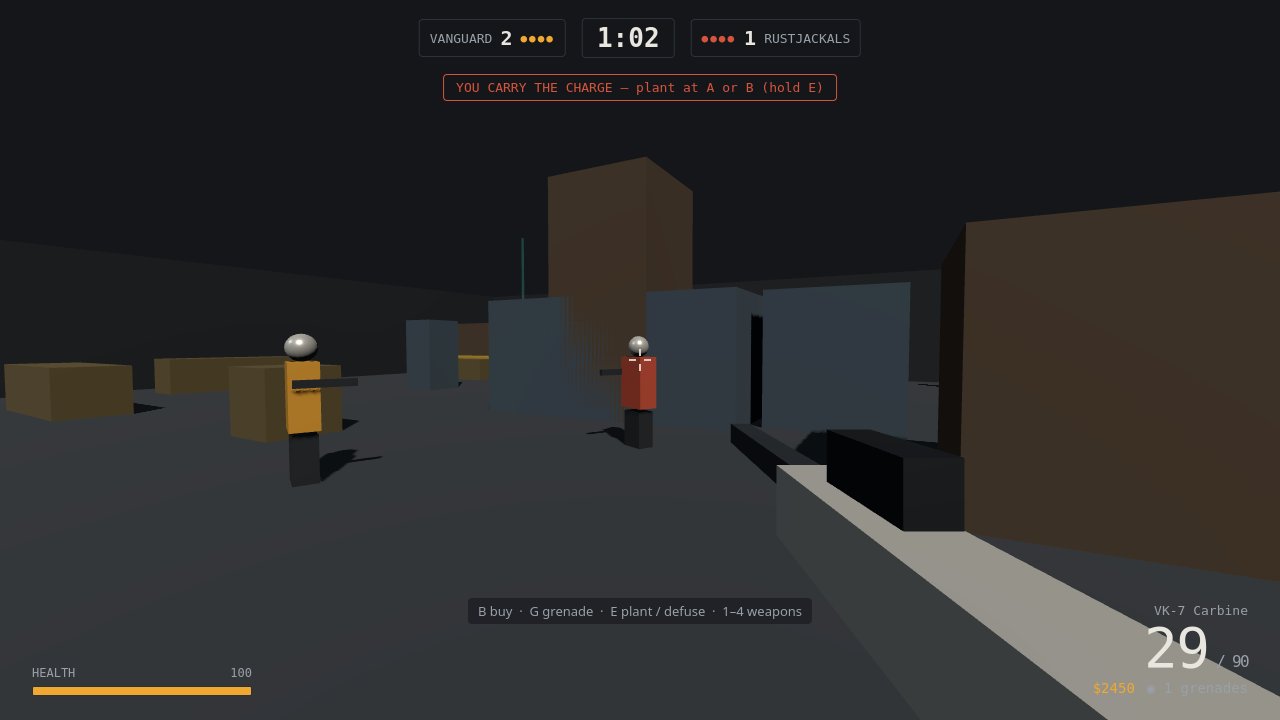 VANGUARD 2 ●●●● 1:02 ●●●● 1 RUSTJACKALS
YOU CARRY THE CHARGE — plant at A or B (hold E)
B buy · G grenade · E plant / defuse · 1–4 weapons
HEALTH 100
VK-7 Carbine
29 / 90
$2450 ● 1 grenades